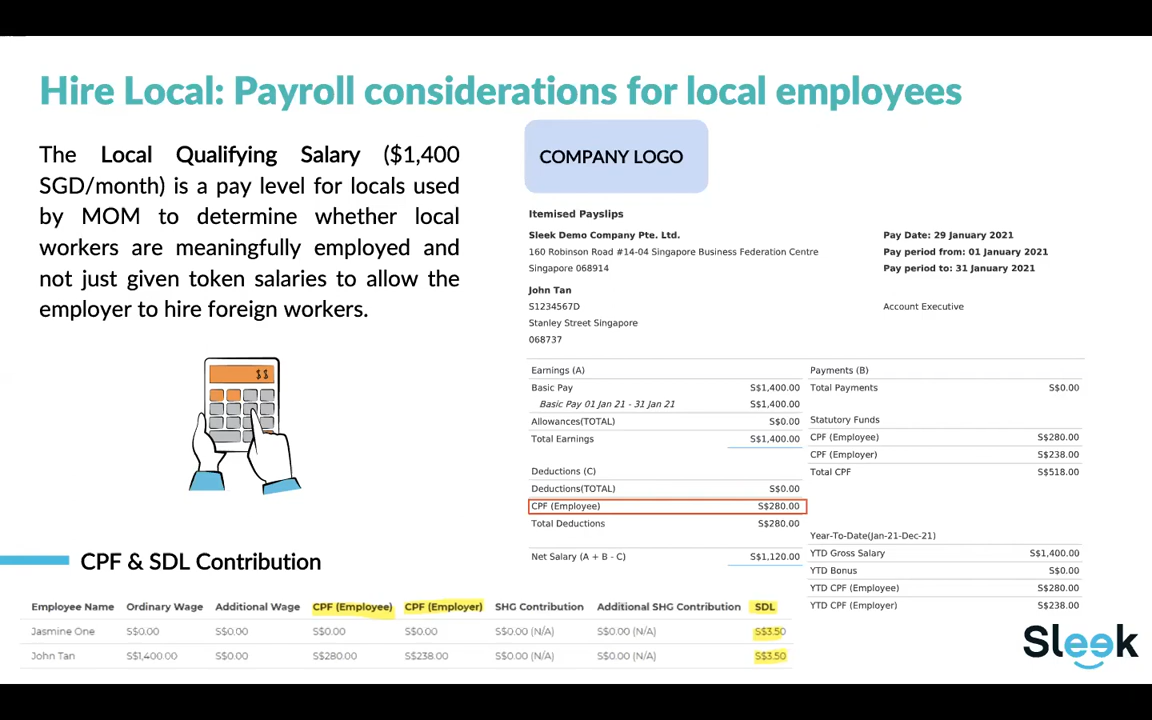 Hire Local: Payroll considerations for local employees
The Local Qualifying Salary ($1,400
SGD/month) is a pay level for locals used
by MOM to determine whether local
workers are meaningfully employed and
not just given token salaries to allow the
employer to hire foreign workers.
$$
COMPANY LOGO
Itemised Payslips
Sleek Demo Company Pte. Ltd.
160 Robinson Road #14-04 Singapore Business Federation Centre
Singapore 068914
Pay Date: 29 January 2021
Pay period from: 01 January 2021
Pay period to: 31 January 2021
John Tan
S1234567D
Stanley Street Singapore
068737
Account Executive
Earnings (A)
Basic Pay S$1,400.00
Basic Pay 01 Jan 21 - 31 Jan 21 S$1,400.00
Allowances(TOTAL) S$0.00
Total Earnings S$1,400.00
Deductions (C)
Deductions(TOTAL) S$0.00
CPF (Employee) S$280.00
Total Deductions S$280.00
Net Salary (A + B - C) S$1,120.00
Payments (B)
Total Payments S$0.00
Statutory Funds
CPF (Employee) S$280.00
CPF (Employer) S$238.00
Total CPF S$518.00
Year-To-Date(Jan-21-Dec-21)
YTD Gross Salary S$1,400.00
YTD Bonus S$0.00
YTD CPF (Employee) S$280.00
YTD CPF (Employer) S$238.00
CPF & SDL Contribution
Employee Name Ordinary Wage Additional Wage CPF (Employee) CPF (Employer) SHG Contribution Additional SHG Contribution SDL
Jasmine One S$0.00 S$0.00 S$0.00 S$0.00 S$0.00 (N/A) S$0.00 (N/A) S$3.50
John Tan S$1,400.00 S$0.00 S$280.00 S$238.00 S$0.00 (N/A) S$0.00 (N/A) S$3.50
Sleek